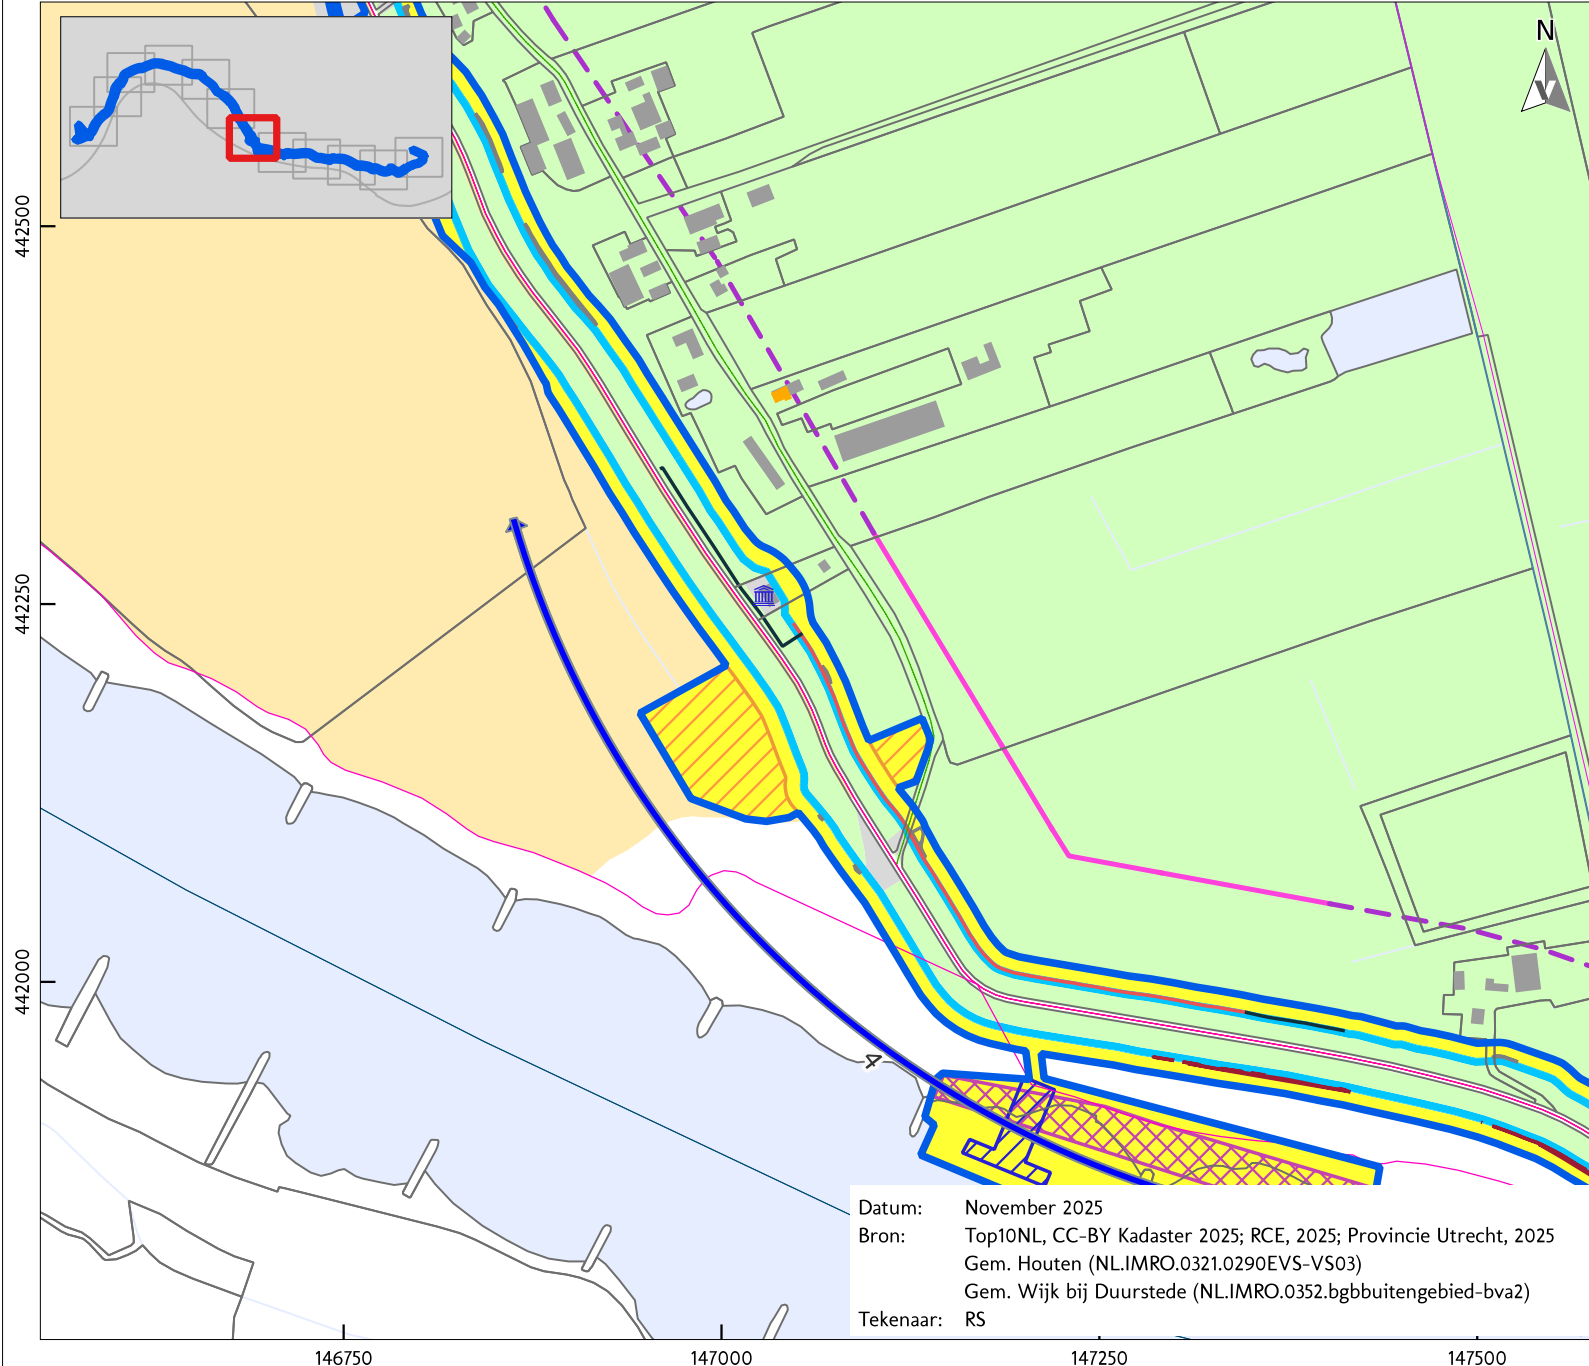 N
442500
442250
442000
4
Datum: November 2025
Bron: Top10NL, CC-BY Kadaster 2025; RCE, 2025; Provincie Utrecht, 2025
Gem. Houten (NL.IMRO.0321.0290EVS-VS03)
Gem. Wijk bij Duurstede (NL.IMRO.0352.bgbbuitengebied-bva2)
Tekenaar: RS
146750 147000 147250 147500